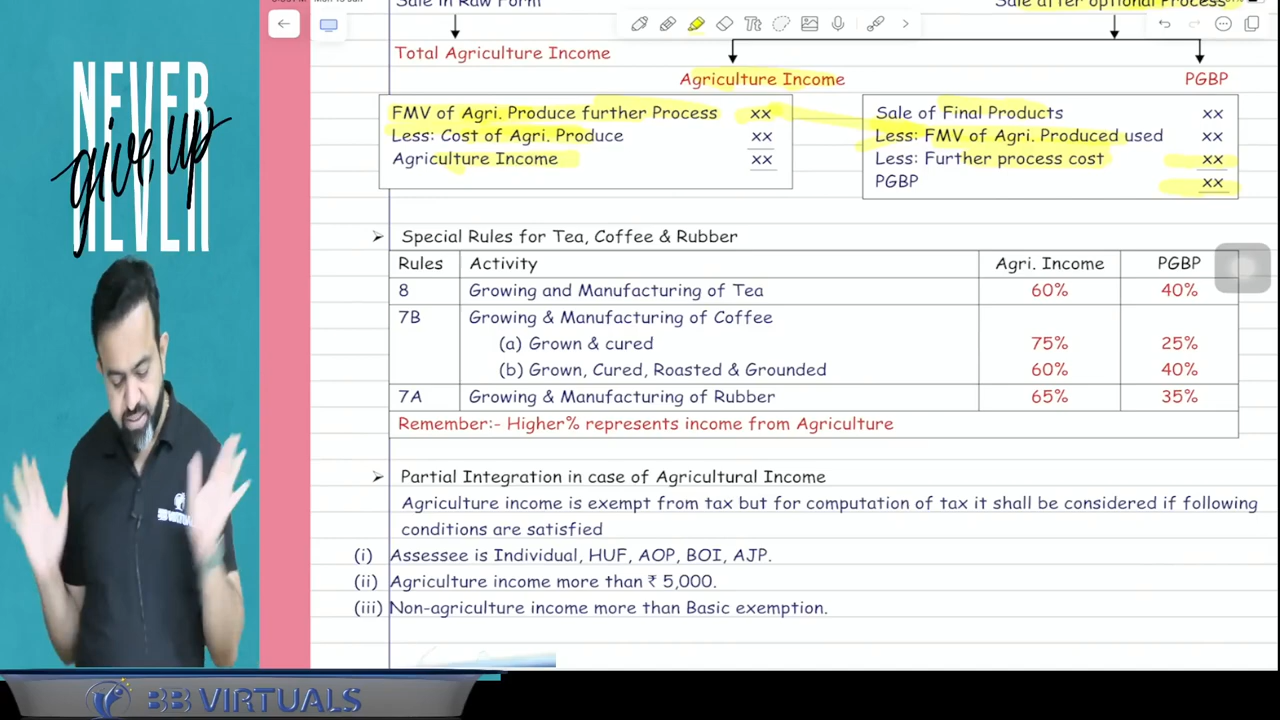 Sale in Raw Form
Sale after optional Process
Total Agriculture Income
Agriculture Income
PGBP
FMV of Agri. Produce further Process xx
Less: Cost of Agri. Produce xx
Agriculture Income xx
Sale of Final Products xx
Less: FMV of Agri. Produced used xx
Less: Further process cost xx
PGBP xx
➢ Special Rules for Tea, Coffee & Rubber
Rules Activity Agri. Income PGBP
8 Growing and Manufacturing of Tea 60% 40%
7B Growing & Manufacturing of Coffee
(a) Grown & cured 75% 25%
(b) Grown, Cured, Roasted & Grounded 60% 40%
7A Growing & Manufacturing of Rubber 65% 35%
Remember:- Higher% represents income from Agriculture
➢ Partial Integration in case of Agricultural Income
Agriculture income is exempt from tax but for computation of tax it shall be considered if following
conditions are satisfied
(i) Assessee is Individual, HUF, AOP, BOI, AJP.
(ii) Agriculture income more than ₹ 5,000.
(iii) Non-agriculture income more than Basic exemption.
NEVER
give up
NEVER
BB VIRTUALS
BB VIRTUALS